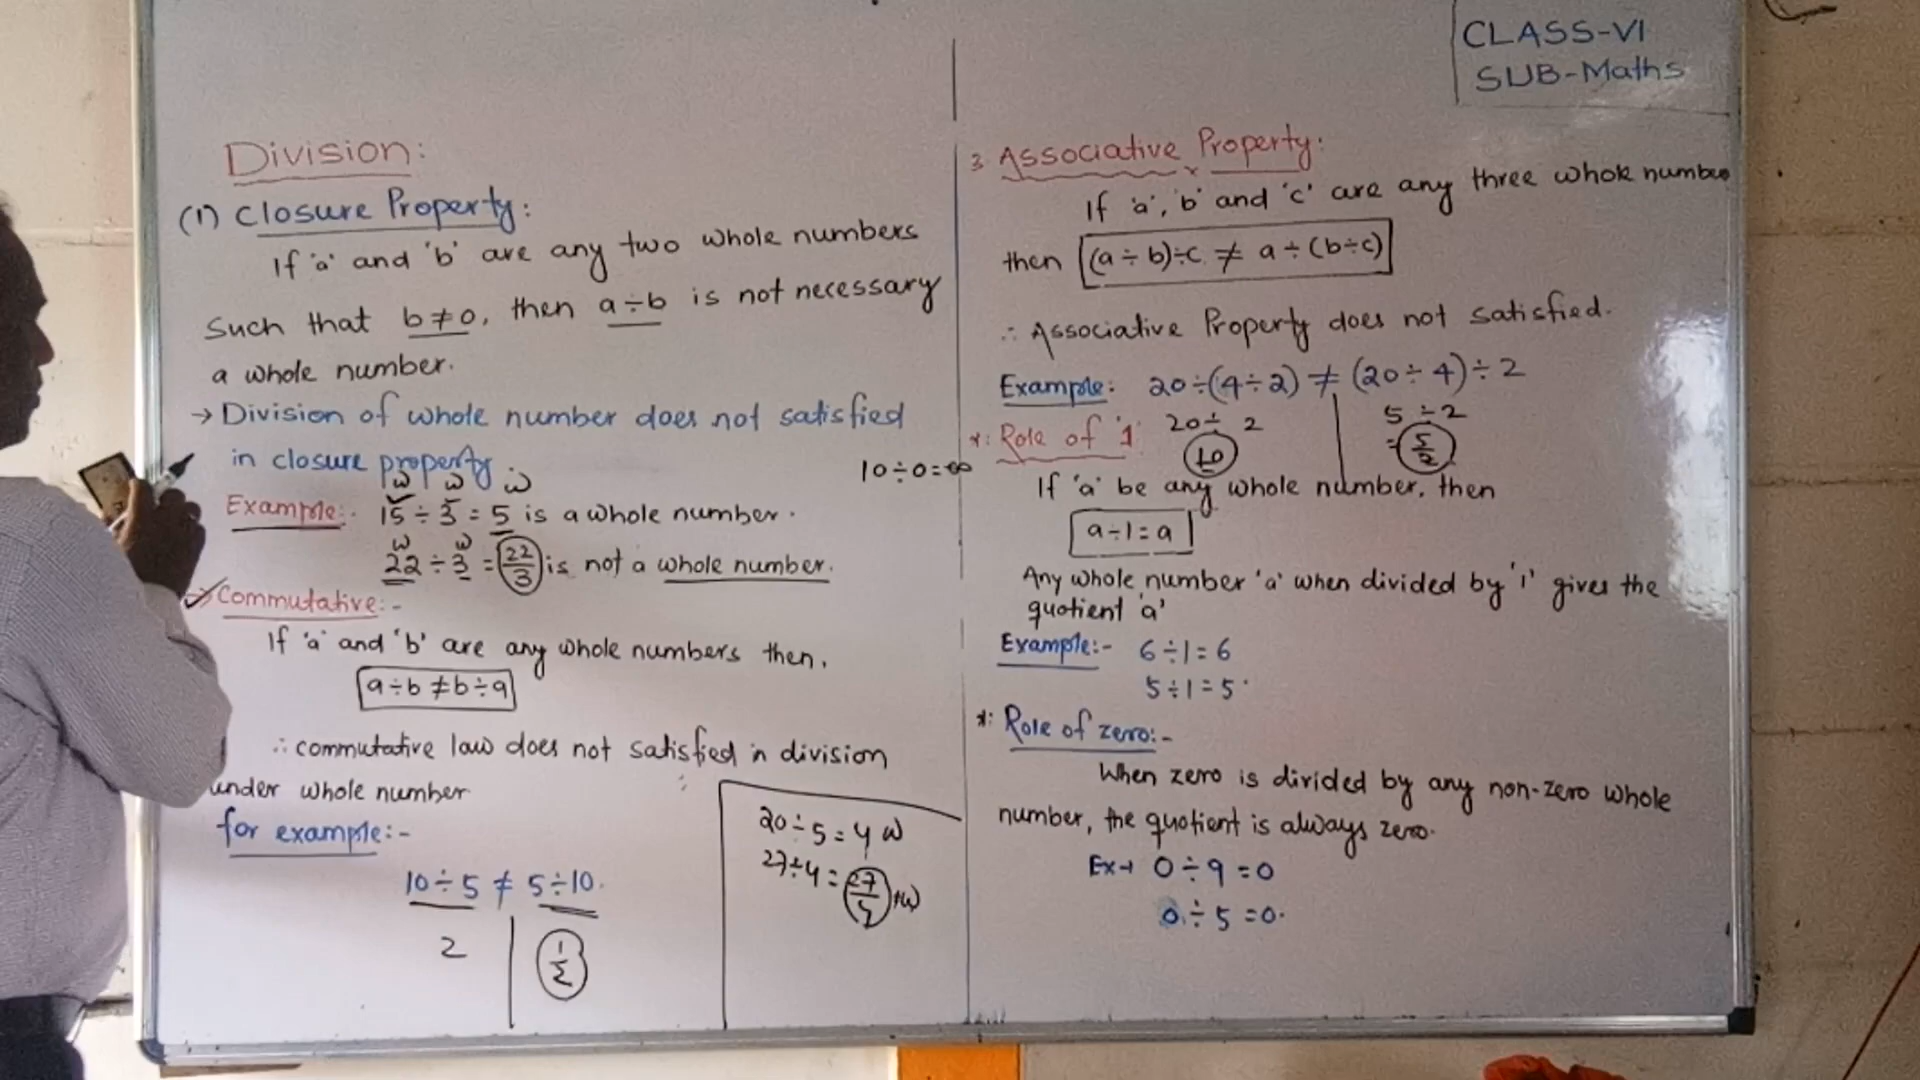 CLASS-VI
SUB-Maths
Division:
(1) Closure Property:
If 'a' and 'b' are any two whole numbers
Such that b≠0, then a÷b is not necessary
a whole number.
→ Division of whole number does not satisfied
in closure property
10÷0=∞
w w w
Example:- 15 ÷ 3 = 5 is a whole number.
w w
22 ÷ 3 = 22/3 is not a whole number.
Commutative:-
If 'a' and 'b' are any whole numbers then,
a÷b ≠ b÷a
∴ commutative law does not satisfied in division
under whole number
for example:-
10÷5 ≠ 5÷10.
2 | 1/2
20÷5=4 w
27÷4=
3 Associative Property:
If 'a', 'b' and 'c' are any three whole number
then (a÷b)÷c ≠ a÷(b÷c)
∴ Associative Property does not satisfied.
Example: 20÷(4÷2) ≠ (20÷4)÷2
20÷ 2 | 5 ÷2
10 | = 5/2
*: Role of '1'
If 'a' be any whole number, then
a÷1=a
Any whole number 'a' when divided by '1' gives the
quotient 'a'
Example:- 6÷1=6
5÷1=5.
*: Role of zero:-
When zero is divided by any non-zero whole
number, the quotient is always zero.
Ex→ 0÷9=0
0÷5=0.